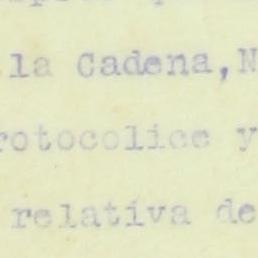 la Cadena, N
rotocolice y
relativa de